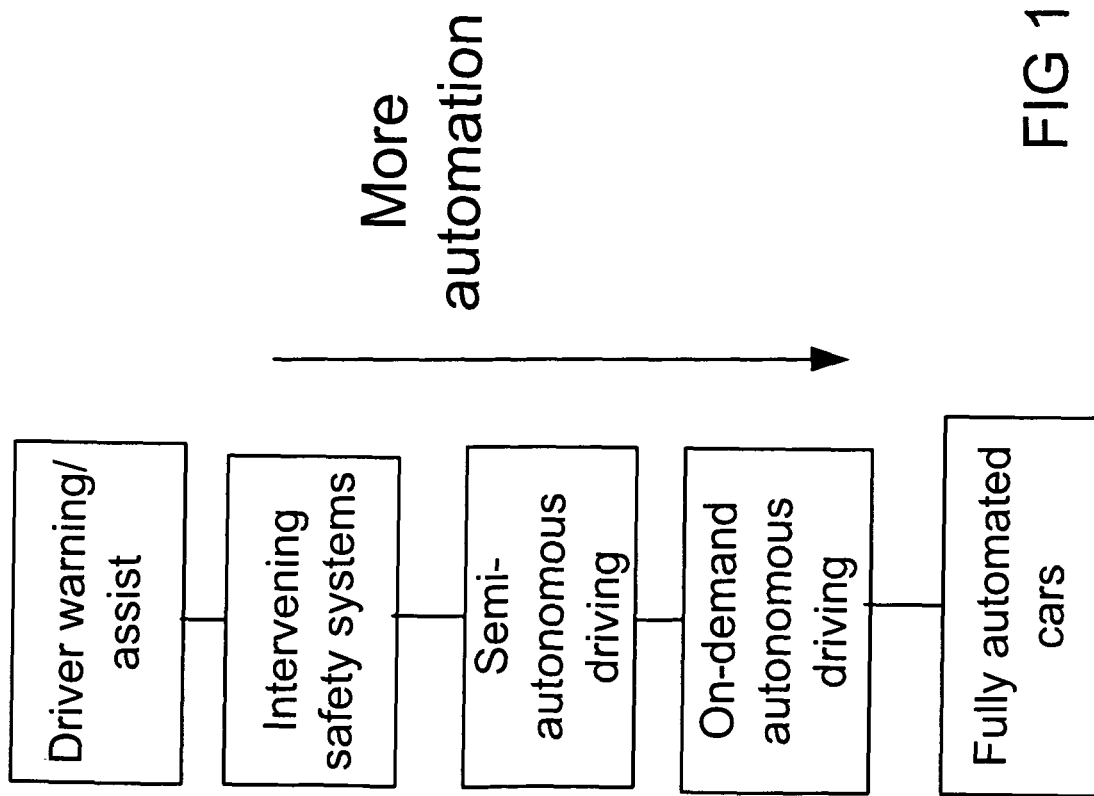 Driver warning/
assist
Intervening
safety systems
Semi-
autonomous
driving
On-demand
autonomous
driving
Fully automated
cars
More
automation
FIG 1